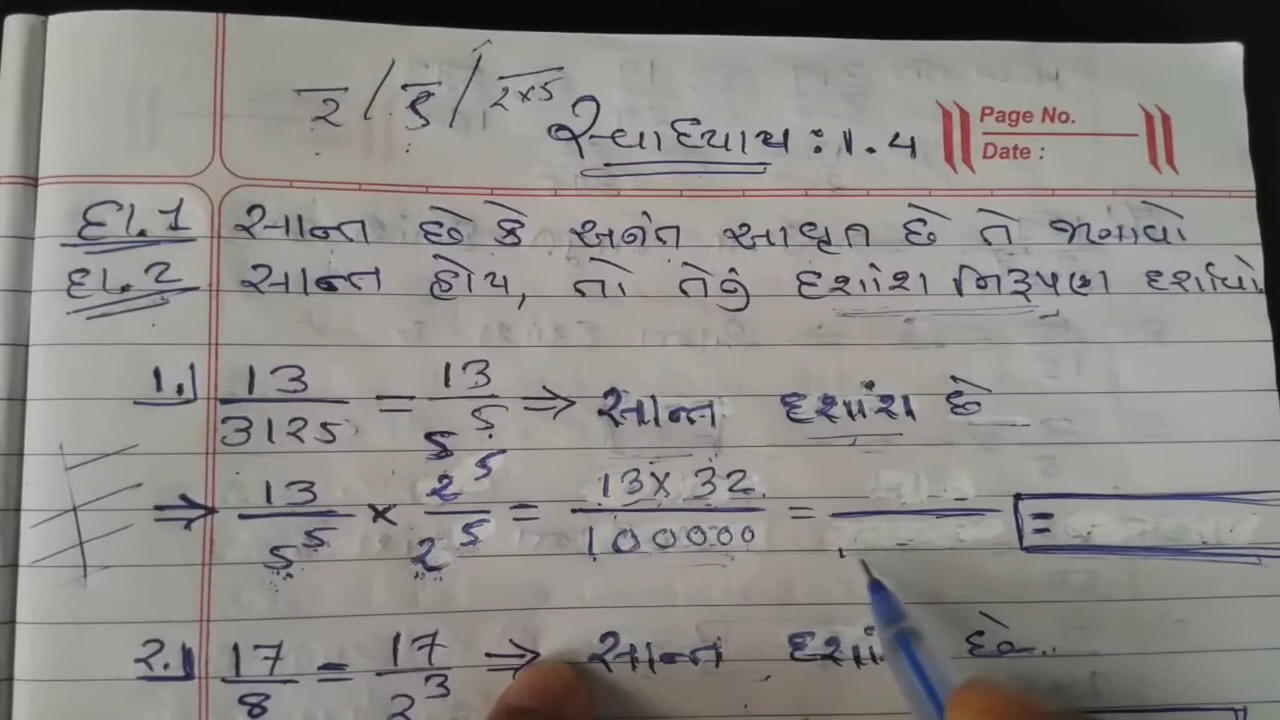 2 / 5 / 2×5
સ્વાધ્યાય : 1.4
Page No.
Date :
દા.1 સાન્ત છે કે અનંત આવૃત છે તે જણાવો
દા.2 સાન્ત હોય, તો તેનું દશાંશ નિરૂપણ દર્શાવો.
1.) 13/3125 = 13/5⁵ ⇒ સાન્ત દશાંશ છે
⇒ 13/5⁵ × 2⁵/2⁵ = 13×32/100000 = =
2.) 17/8 = 17/2³ ⇒ સાન્ત દશાં છે.